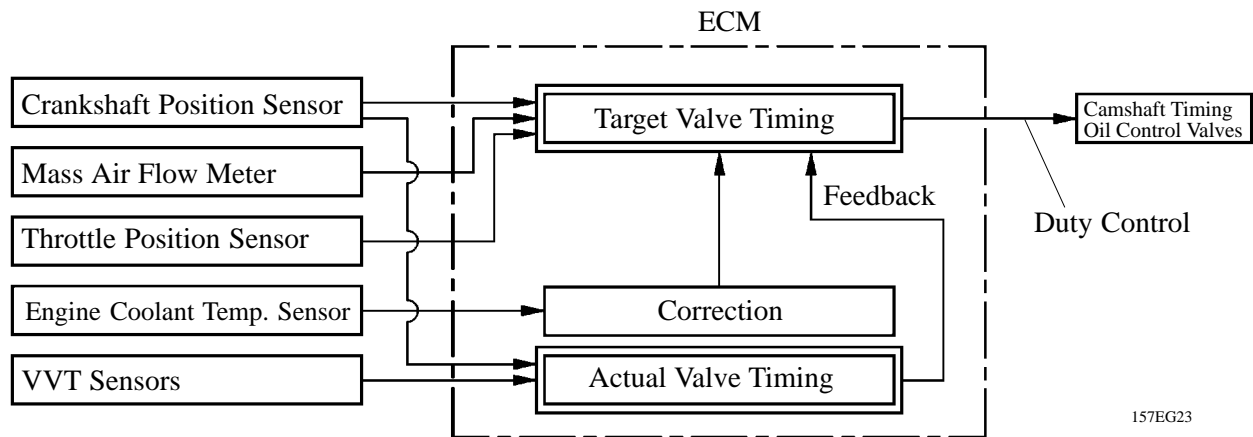 ECM
Crankshaft Position Sensor
Mass Air Flow Meter
Throttle Position Sensor
Engine Coolant Temp. Sensor
VVT Sensors
Target Valve Timing
Feedback
Correction
Actual Valve Timing
Camshaft Timing
Oil Control Valves
Duty Control
157EG23